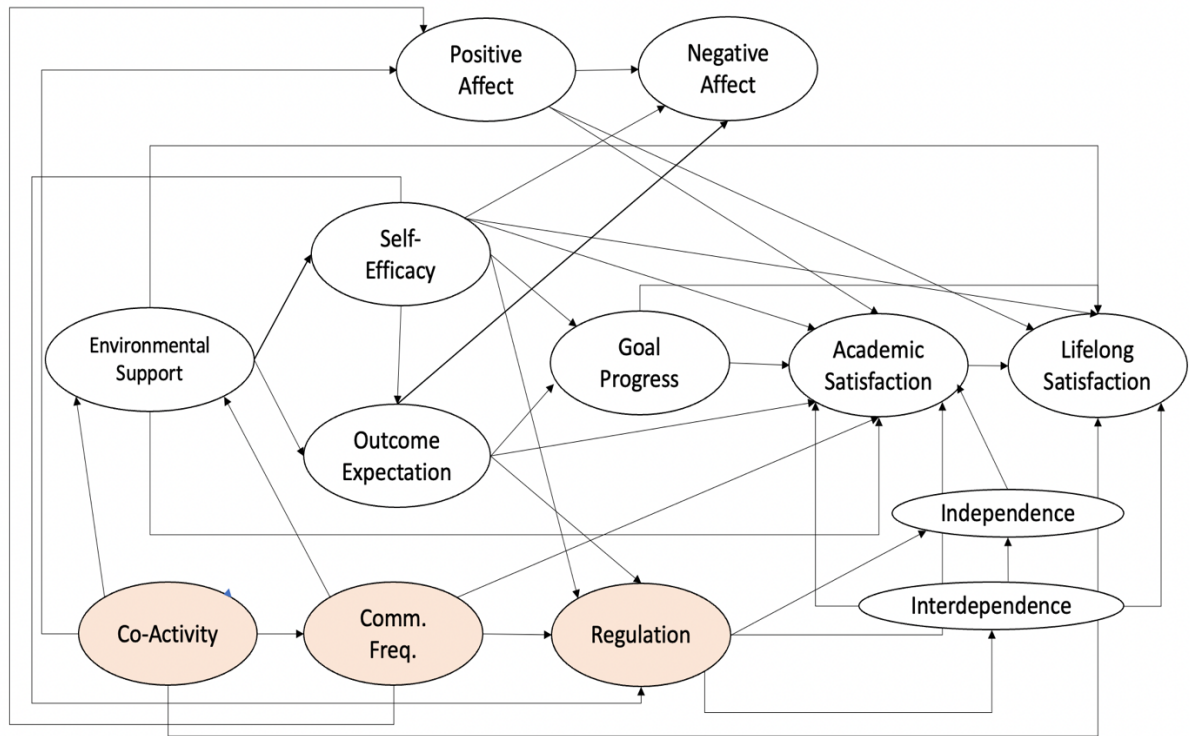 Positive
Affect
Negative
Affect
Self-
Efficacy
Environmental
Support
Goal
Progress
Academic
Satisfaction
Lifelong
Satisfaction
Outcome
Expectation
Independence
Interdependence
Co-Activity
Comm.
Freq.
Regulation